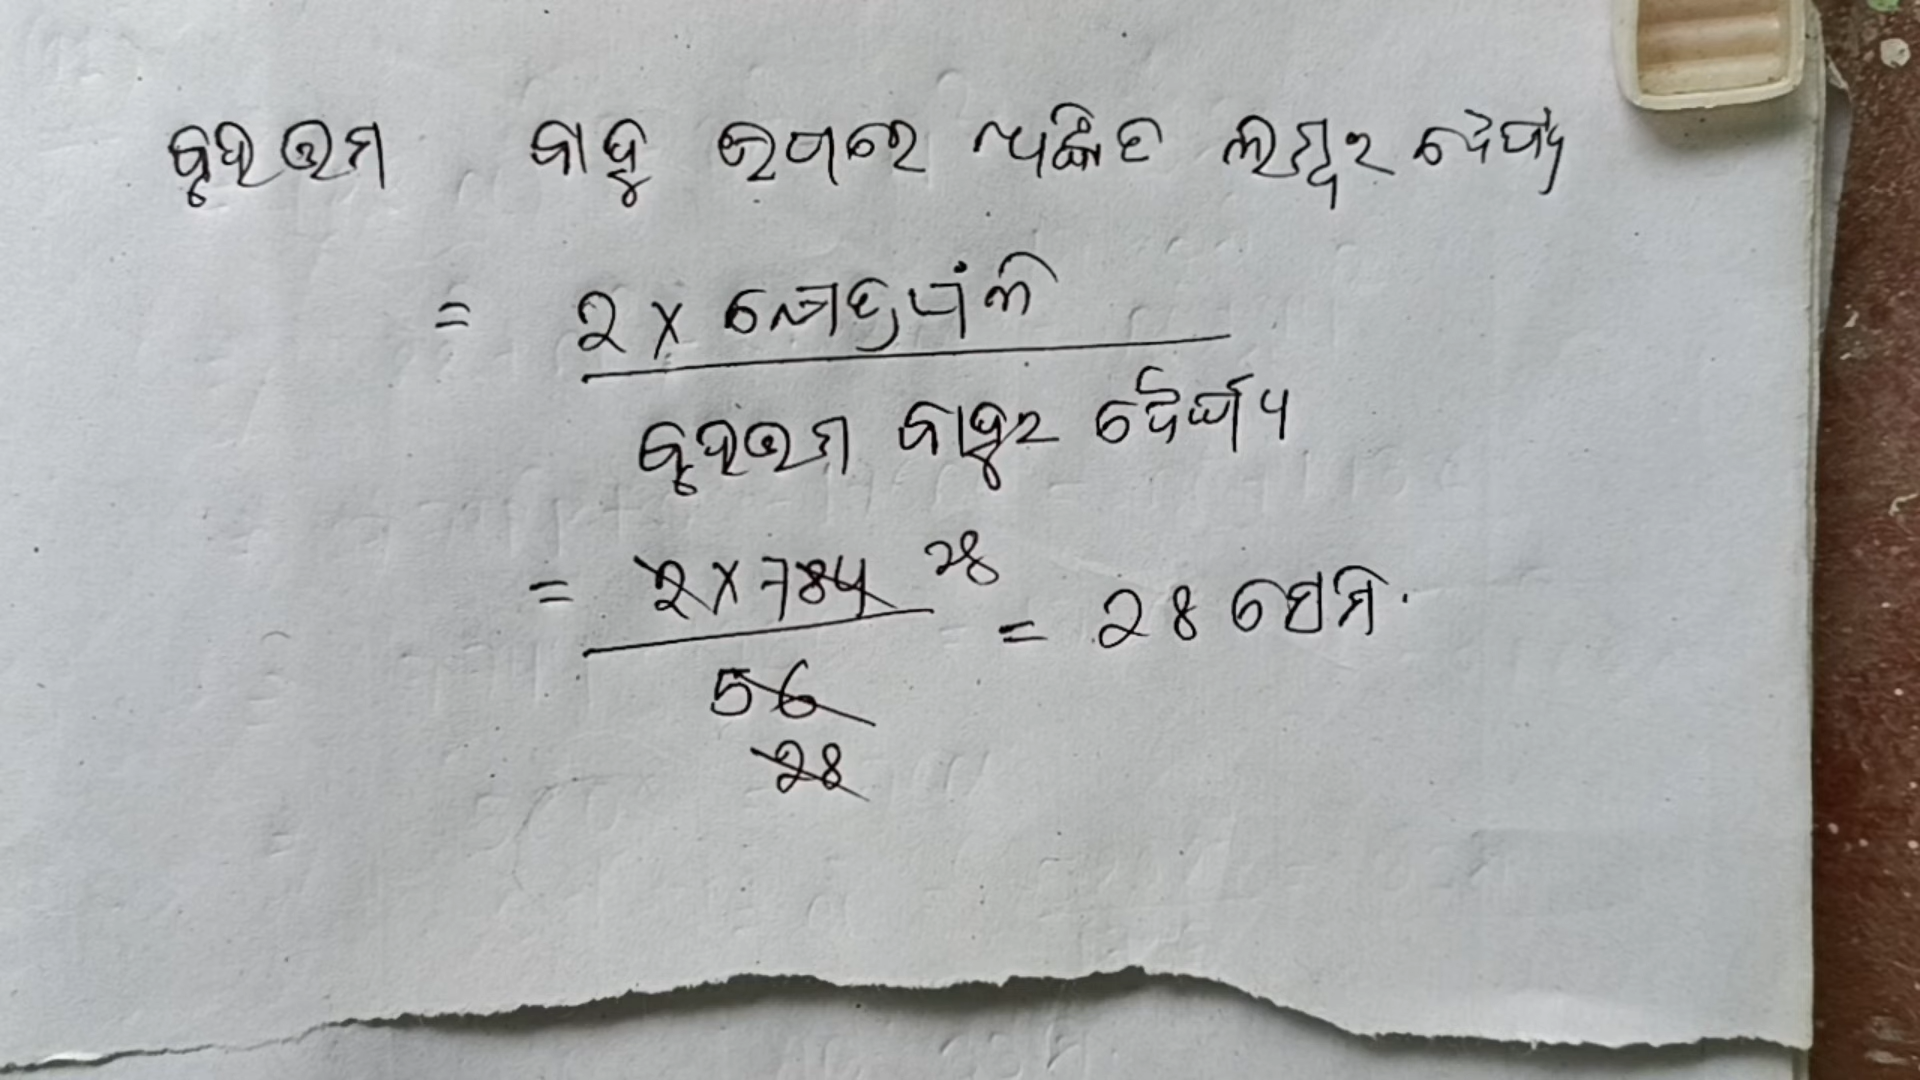 ବୃହତ୍ତମ ବାହୁ ଉପରେ ଅଙ୍କିତ ଲମ୍ବର ଦୈର୍ଘ୍ୟ
= 2 x କ୍ଷେତ୍ରଫଳ
ବୃହତ୍ତମ ବାହୁର ଦୈର୍ଘ୍ୟ
= 2 x 784 28 = 28 ସେମି.
56
28